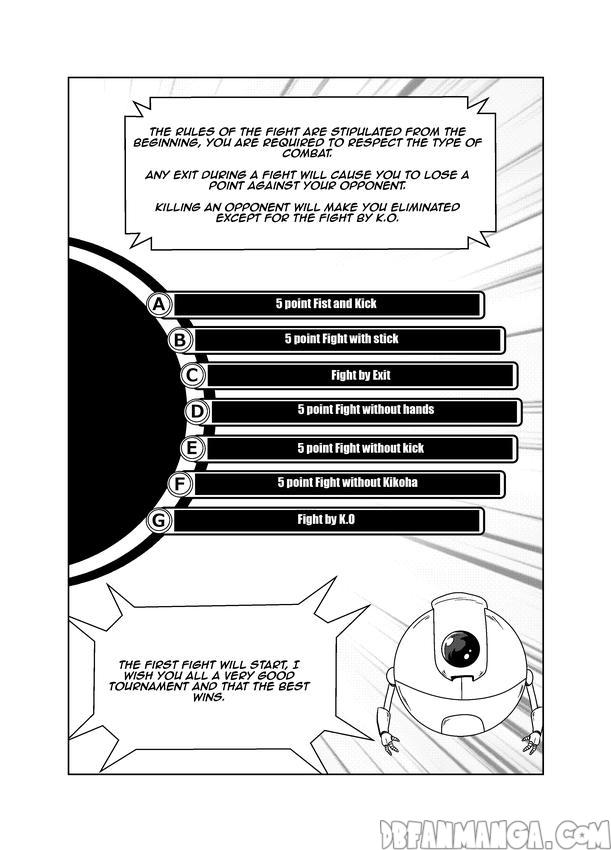 THE RULES OF THE FIGHT ARE STIPULATED FROM THE
BEGINNING, YOU ARE REQUIRED TO RESPECT THE TYPE OF
COMBAT.
ANY EXIT DURING A FIGHT WILL CAUSE YOU TO LOSE A
POINT AGAINST YOUR OPPONENT.
KILLING AN OPPONENT WILL MAKE YOU ELIMINATED
EXCEPT FOR THE FIGHT BY K.O.
A 5 point Fist and Kick
B 5 point Fight with stick
C Fight by Exit
D 5 point Fight without hands
E 5 point Fight without kick
F 5 point Fight without Kikoha
G Fight by K.O
THE FIRST FIGHT WILL START, I
WISH YOU ALL A VERY GOOD
TOURNAMENT AND THAT THE BEST
WINS.
DBFANMANGA.COM